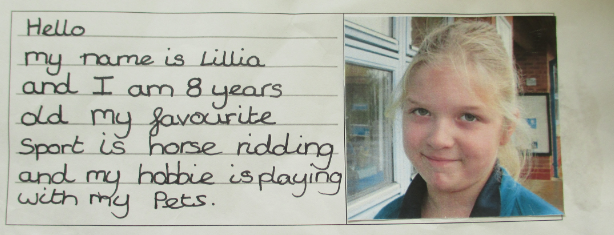 Hello
my name is Lillia
and I am 8 years
old my favourite
Sport is horse ridding
and my hobbie is playing
with my Pets.